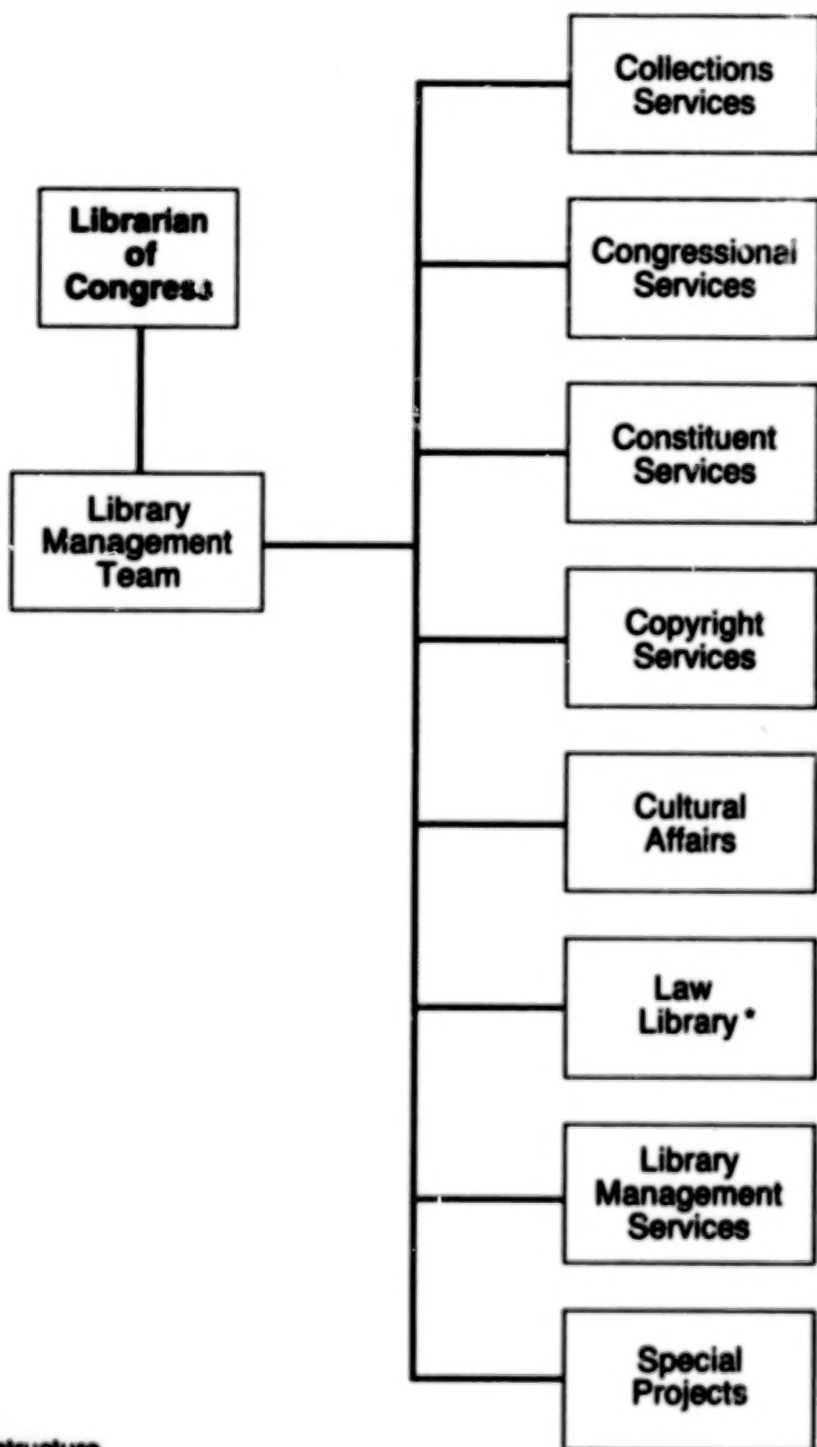 Librarian
of
Congress
Library
Management
Team
Collections
Services
Congressional
Services
Constituent
Services
Copyright
Services
Cultural
Affairs
Law
Library *
Library
Management
Services
Special
Projects